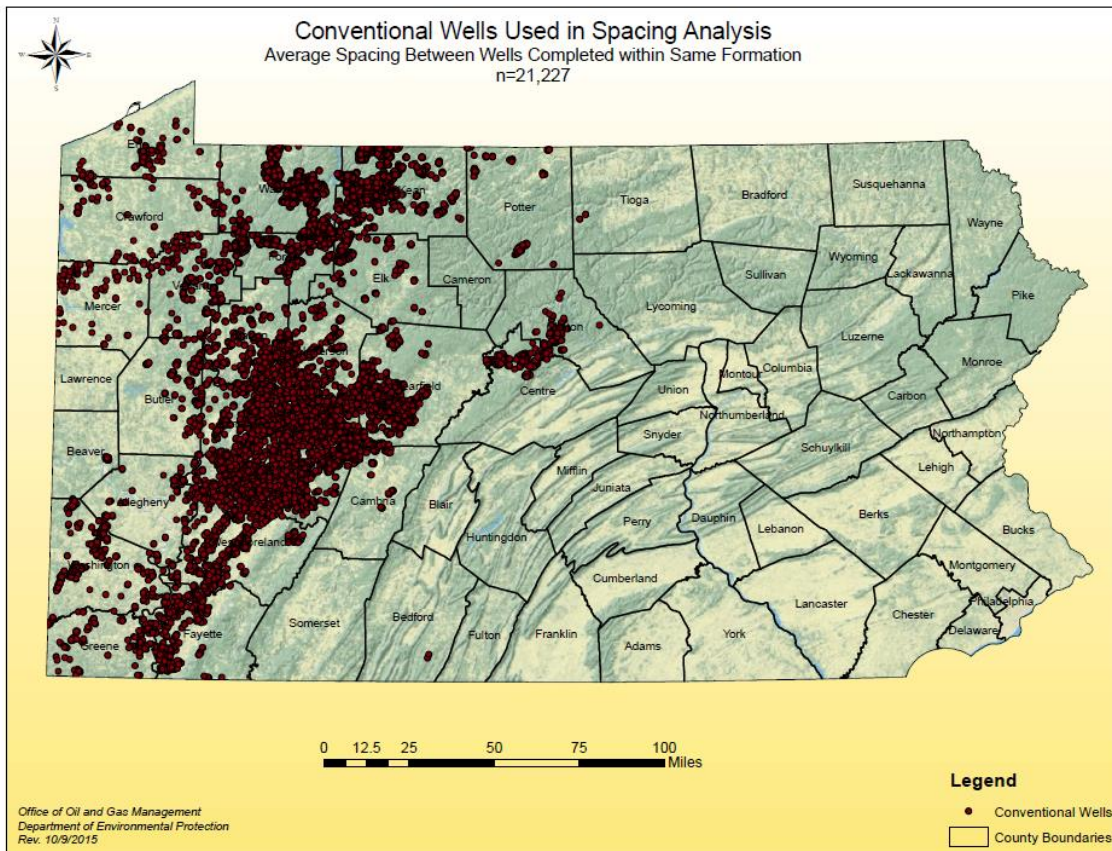 Conventional Wells Used in Spacing Analysis
Average Spacing Between Wells Completed within Same Formation
n=21,227
N
W
E
S
Susquehanna
Tioga
Bradford
Potter
Wayne
Crawford
Wyoming
Lackawanna
Cameron
Elk
Sullivan
Pike
Mercer
Lycoming
Luzerne
Monroe
Lawrence
Montour
Columbia
Centre
Union
Carbon
Northumberland
Northampton
Beaver
Snyder
Schuylkill
Lehigh
Mifflin
Cambria
Blair
Juniata
Dauphin
Berks
Perry
Lebanon
Bucks
Huntingdon
Cumberland
Montgomery
Philadelphia
Lancaster
Chester
Delaware
Somerset
Bedford
Fulton
Franklin
Adams
York
Fayette
Greene
0 12.5 25 50 75 100
Miles
Legend
Conventional Wells
County Boundaries
Office of Oil and Gas Management
Department of Environmental Protection
Rev. 10/9/2015